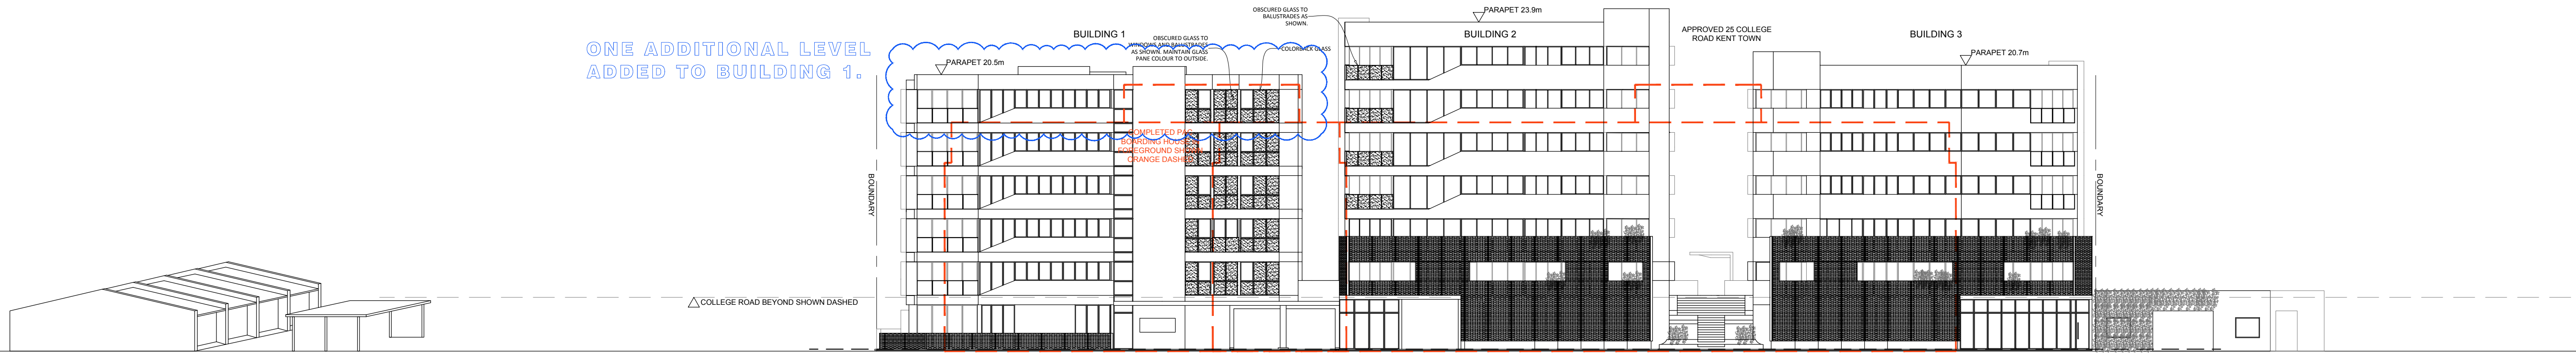 ONE ADDITIONAL LEVEL
ADDED TO BUILDING 1.
BUILDING 1
PARAPET 20.5m
OBSCURED GLASS TO
WINDOWS AND BALUSTRADES
AS SHOWN. MAINTAIN GLASS
PANE COLOUR TO OUTSIDE.
COLORBACK GLASS
OBSCURED GLASS TO
BALUSTRADES AS
SHOWN.
PARAPET 23.9m
BUILDING 2
APPROVED 25 COLLEGE
ROAD KENT TOWN
BUILDING 3
PARAPET 20.7m
COMPLETED PAC
BOARDING HOUSE
FOREGROUND SHOWN
ORANGE DASHED
BOUNDARY
BOUNDARY
COLLEGE ROAD BEYOND SHOWN DASHED